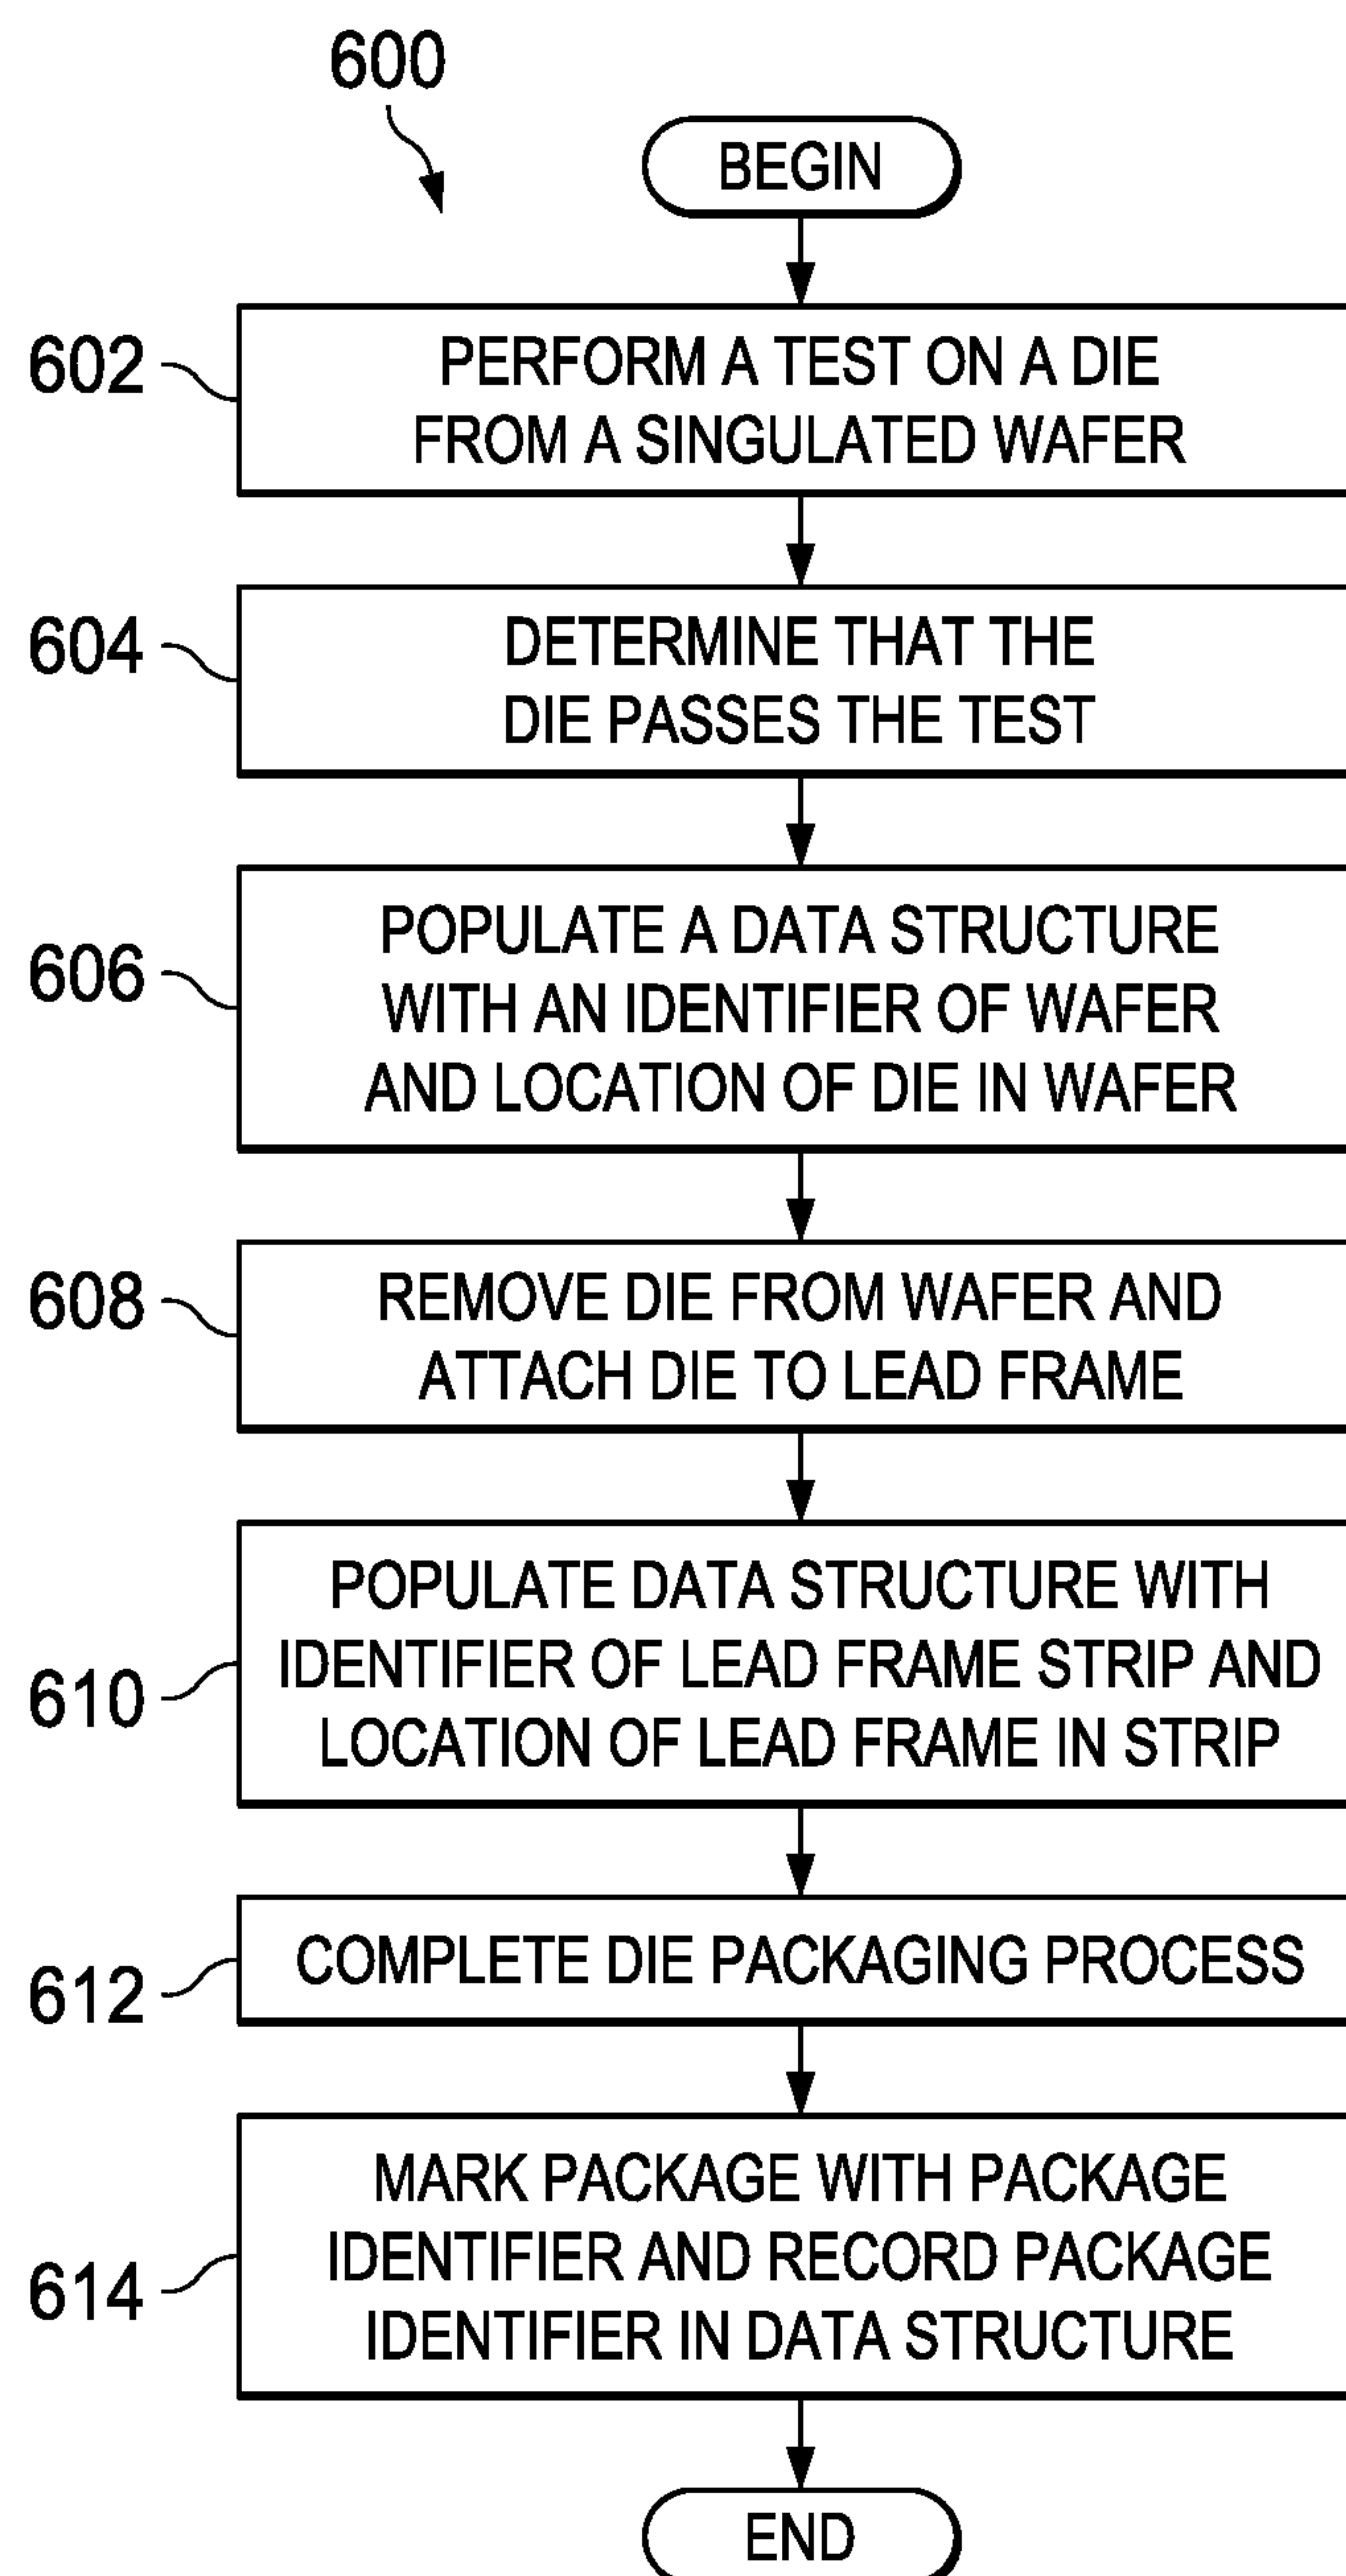 600
BEGIN
602
PERFORM A TEST ON A DIE
FROM A SINGULATED WAFER
604
DETERMINE THAT THE
DIE PASSES THE TEST
606
POPULATE A DATA STRUCTURE
WITH AN IDENTIFIER OF WAFER
AND LOCATION OF DIE IN WAFER
608
REMOVE DIE FROM WAFER AND
ATTACH DIE TO LEAD FRAME
610
POPULATE DATA STRUCTURE WITH
IDENTIFIER OF LEAD FRAME STRIP AND
LOCATION OF LEAD FRAME IN STRIP
612
COMPLETE DIE PACKAGING PROCESS
614
MARK PACKAGE WITH PACKAGE
IDENTIFIER AND RECORD PACKAGE
IDENTIFIER IN DATA STRUCTURE
END